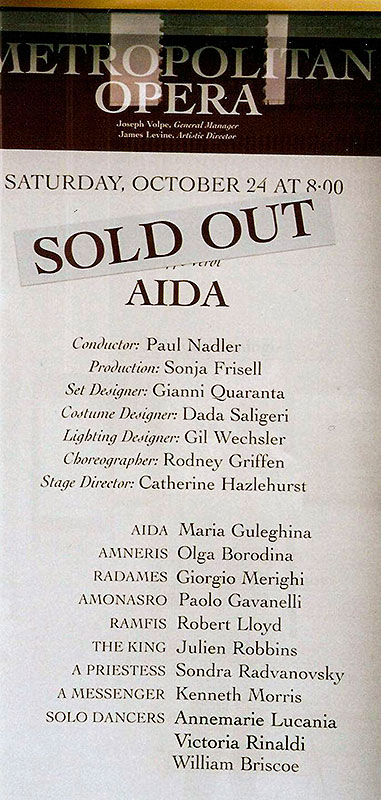 METROPOLITAN
OPERA
Joseph Volpe, General Manager
James Levine, Artistic Director
SATURDAY, OCTOBER 24 AT 8:00
SOLD OUT
Verdi
AIDA
Conductor: Paul Nadler
Production: Sonja Frisell
Set Designer: Gianni Quaranta
Costume Designer: Dada Saligeri
Lighting Designer: Gil Wechsler
Choreographer: Rodney Griffen
Stage Director: Catherine Hazlehurst
AIDA Maria Guleghina
AMNERIS Olga Borodina
RADAMES Giorgio Merighi
AMONASRO Paolo Gavanelli
RAMFIS Robert Lloyd
THE KING Julien Robbins
A PRIESTESS Sondra Radvanovsky
A MESSENGER Kenneth Morris
SOLO DANCERS Annemarie Lucania
Victoria Rinaldi
William Briscoe